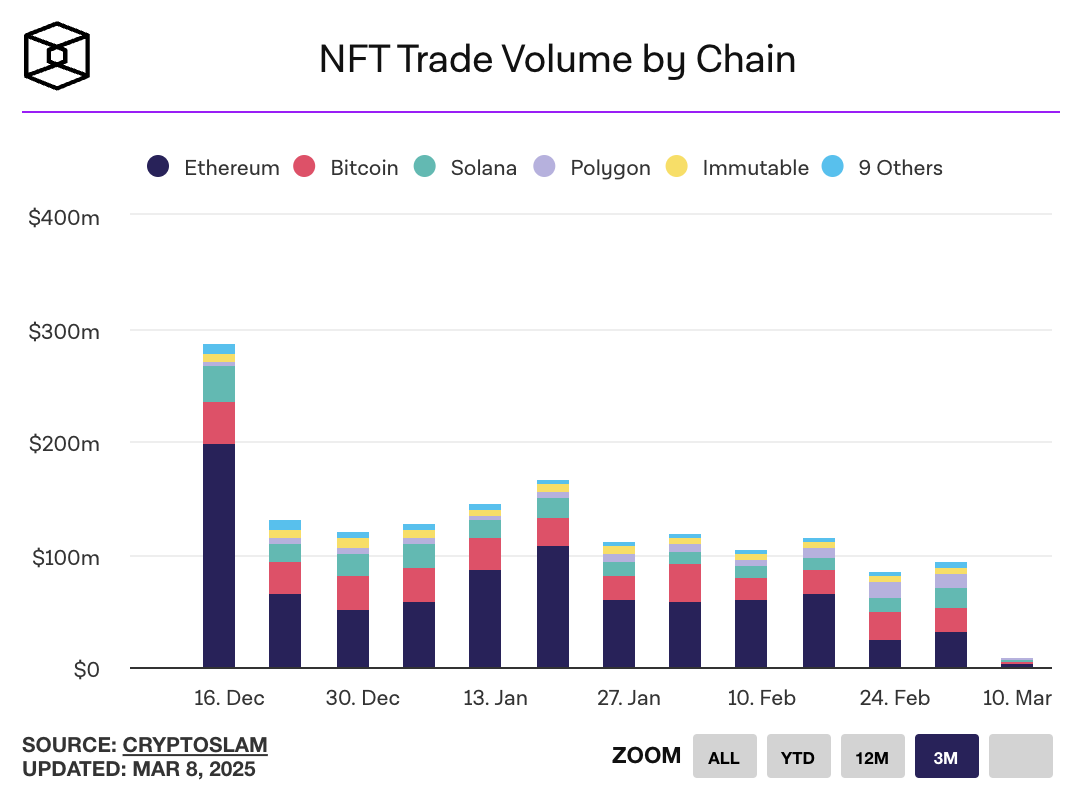 NFT Trade Volume by Chain
Ethereum Bitcoin Solana Polygon Immutable 9 Others
$400m
$300m
$200m
$100m
$0
16. Dec 30. Dec 13. Jan 27. Jan 10. Feb 24. Feb 10. Mar
SOURCE: CRYPTOSLAM
UPDATED: MAR 8, 2025
ZOOM ALL YTD 12M 3M